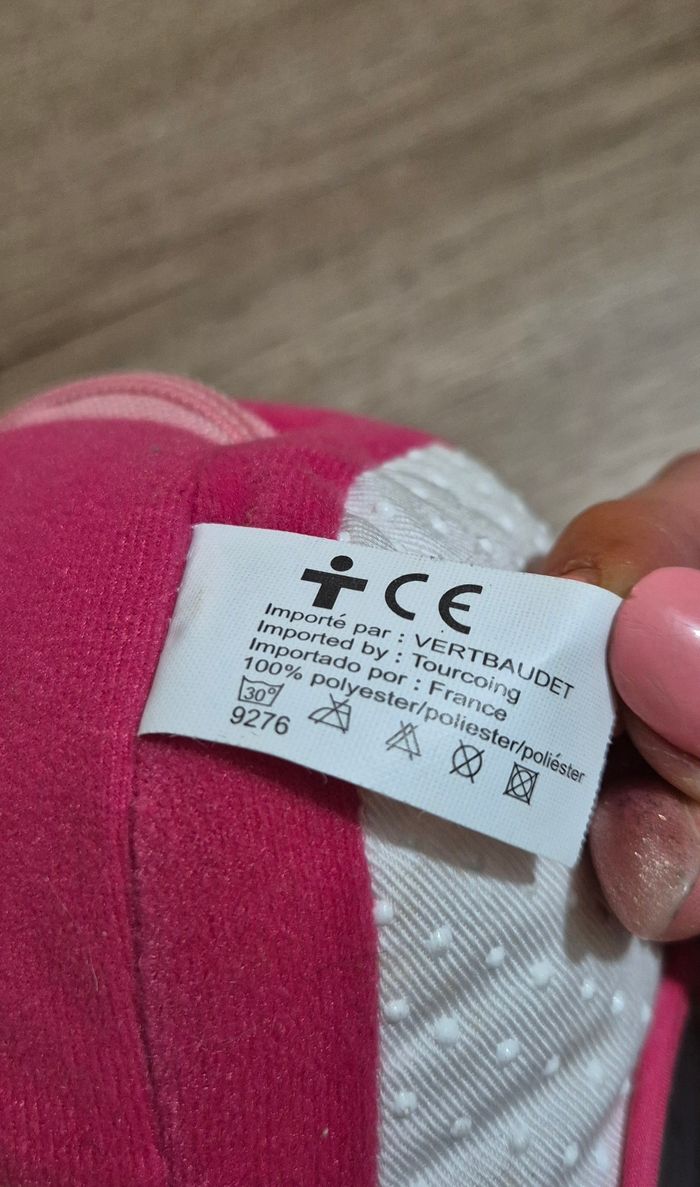 CE
Importé par : VERTBAUDET
Imported by : Tourcoing
Importado por : France
100% polyester/poliester/poliéster
30°
9276